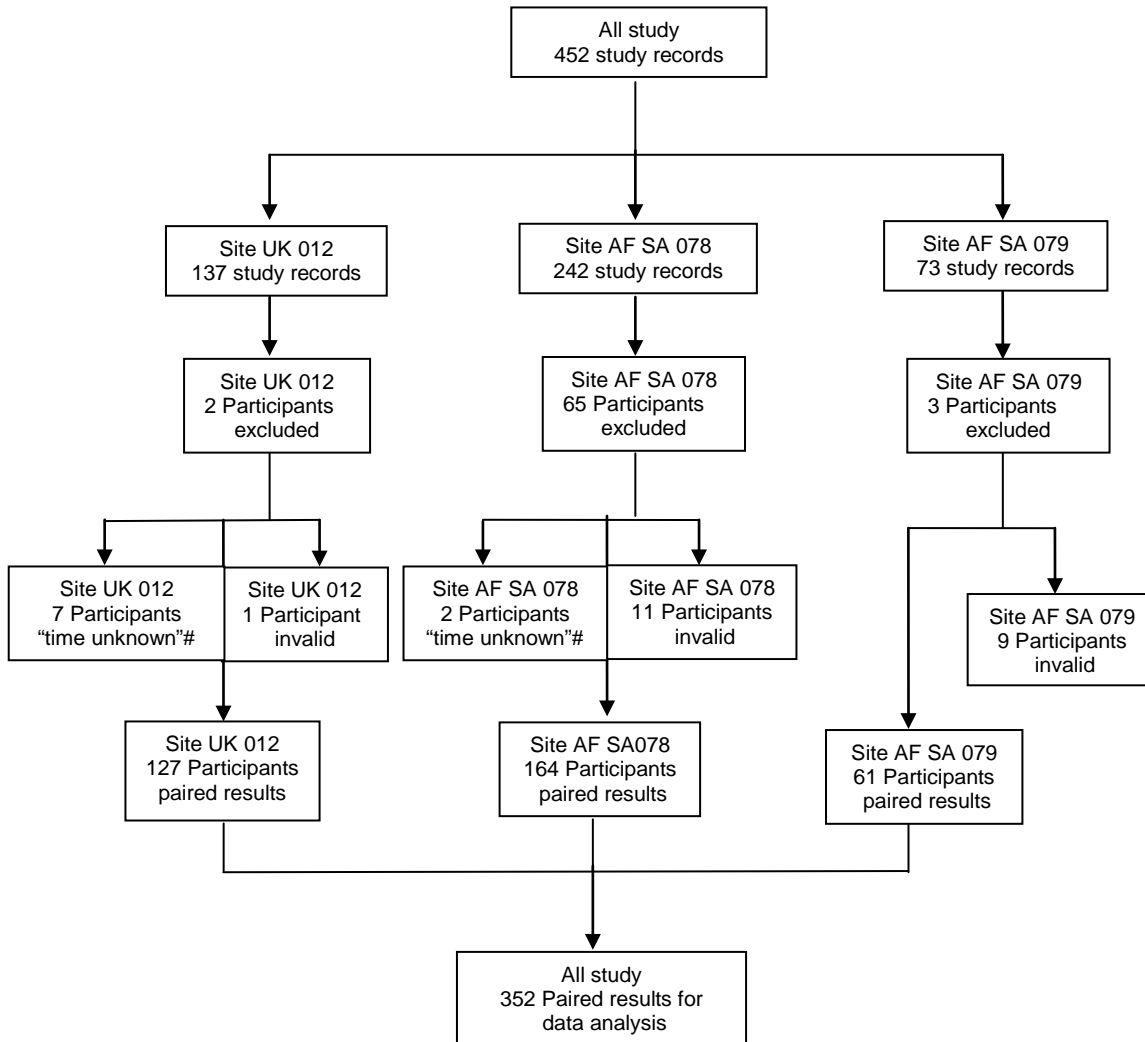 All study
452 study records
Site UK 012
137 study records
Site AF SA 078
242 study records
Site AF SA 079
73 study records
Site UK 012
2 Participants
excluded
Site AF SA 078
65 Participants
excluded
Site AF SA 079
3 Participants
excluded
Site UK 012
7 Participants
“time unknown”#
Site UK 012
1 Participant
invalid
Site AF SA 078
2 Participants
“time unknown”#
Site AF SA 078
11 Participants
invalid
Site AF SA 079
9 Participants
invalid
Site UK 012
127 Participants
paired results
Site AF SA078
164 Participants
paired results
Site AF SA 079
61 Participants
paired results
All study
352 Paired results for
data analysis